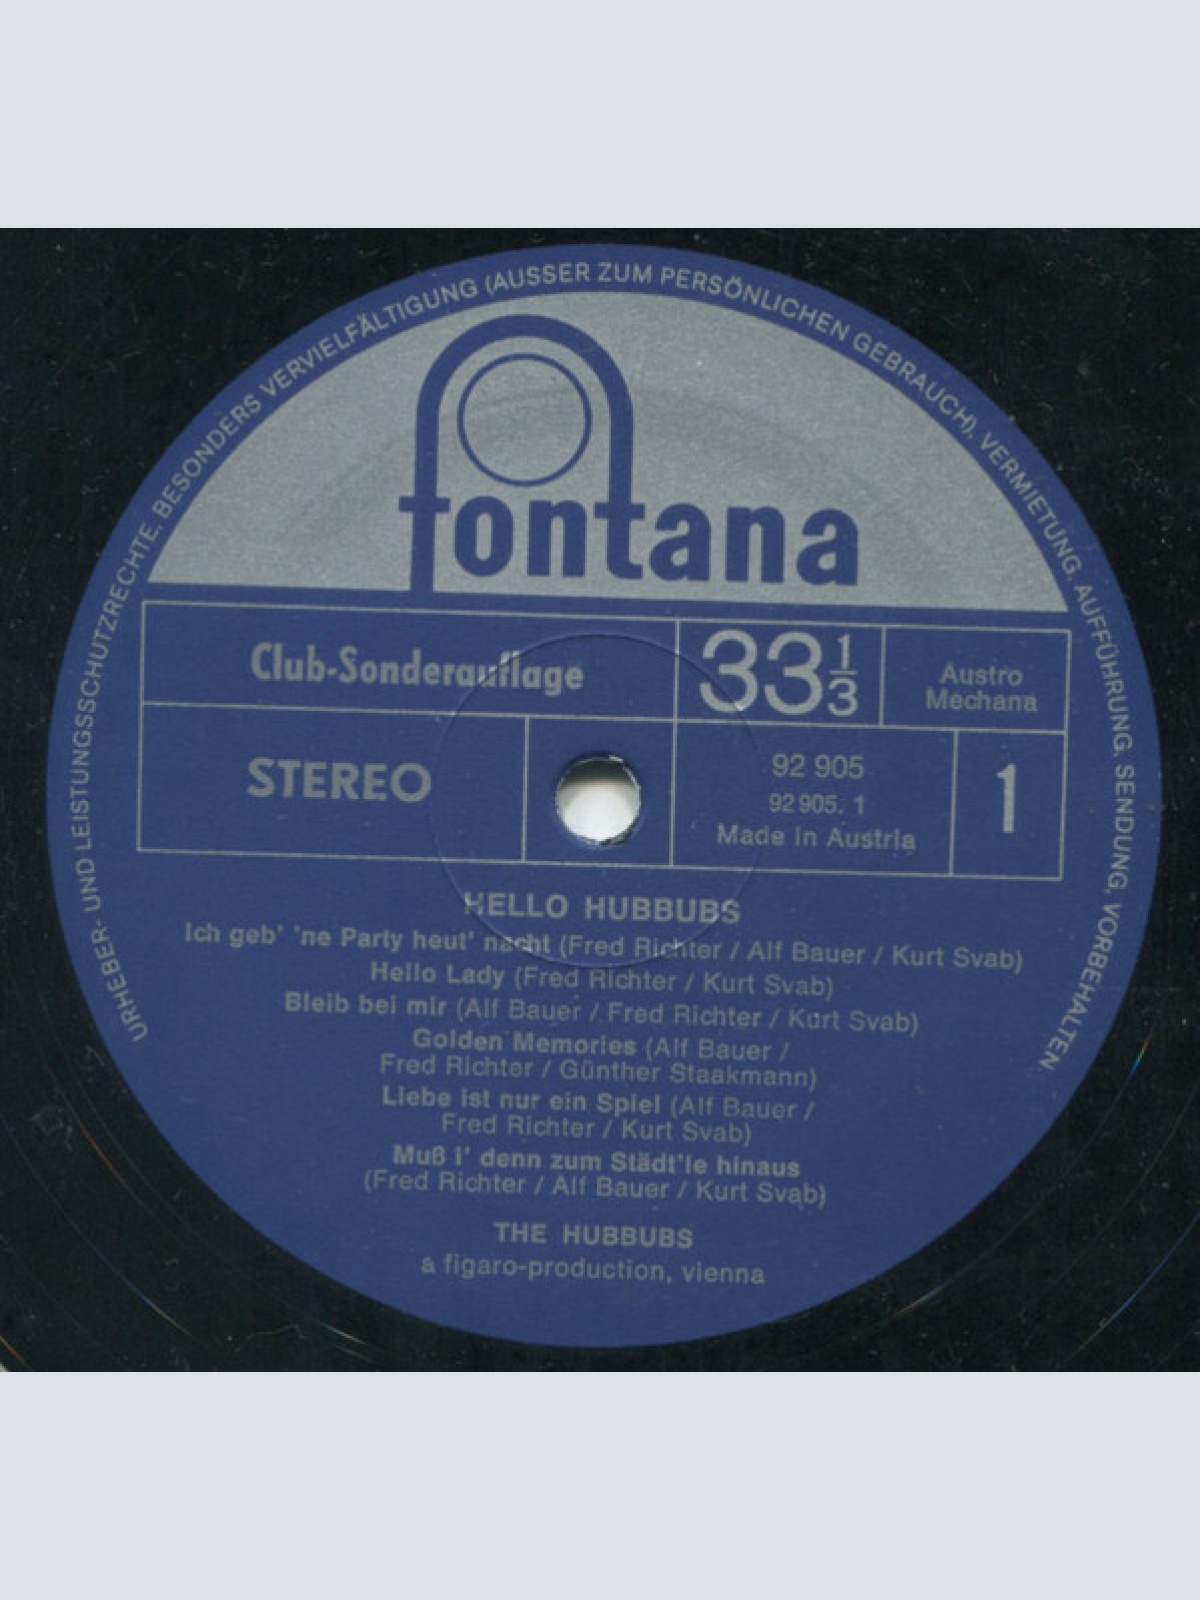 URHEBER- UND LEISTUNGSSCHUTZRECHTE, BESONDERS VERVIELFÄLTIGUNG (AUSSER ZUM PERSÖNLICHEN GEBRAUCH), VERMIETUNG, AUFFÜHRUNG, SENDUNG, VORBEHALTEN
fontana
Club-Sonderauflage
33 1/3
Austro
Mechana
STEREO
92 905
92 905. 1
Made in Austria
1
HELLO HUBBUBS
Ich geb' 'ne Party heut' nacht (Fred Richter / Alf Bauer / Kurt Svab)
Hello Lady (Fred Richter / Kurt Svab)
Bleib bei mir (Alf Bauer / Fred Richter / Kurt Svab)
Golden Memories (Alf Bauer /
Fred Richter / Günther Staakmann)
Liebe ist nur ein Spiel (Alf Bauer /
Fred Richter / Kurt Svab)
Muß i' denn zum Städt'le hinaus
(Fred Richter / Alf Bauer / Kurt Svab)
THE HUBBUBS
a figaro-production, vienna